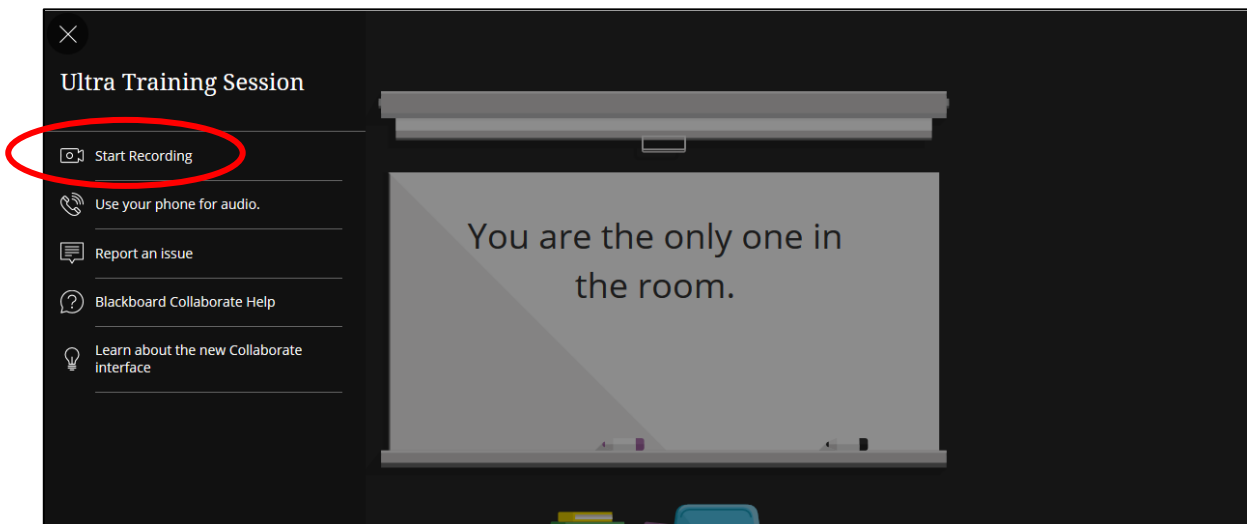 Ultra Training Session
Start Recording
Use your phone for audio.
Report an issue
Blackboard Collaborate Help
Learn about the new Collaborate
interface
You are the only one in
the room.